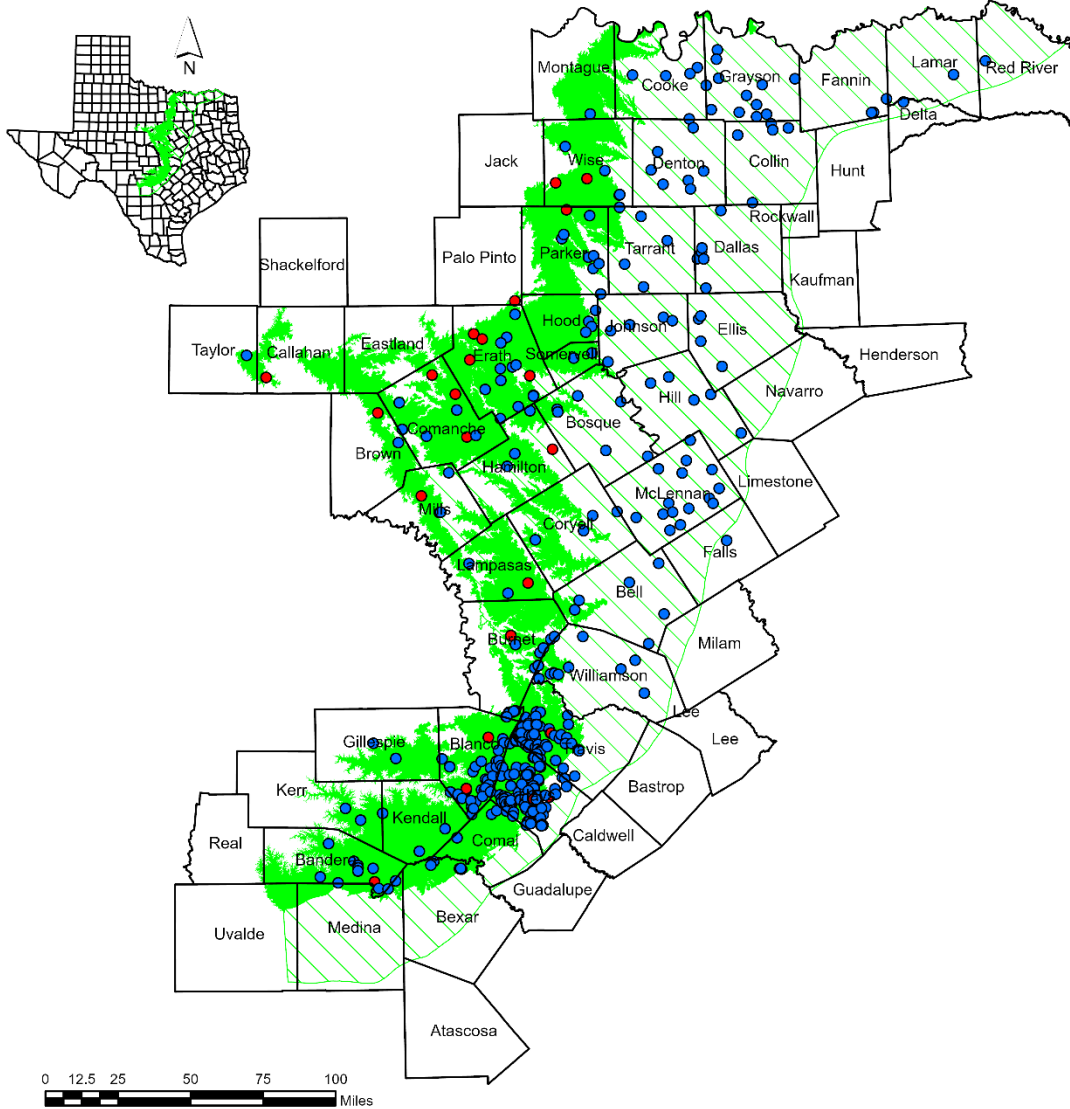 N
Montague
Cooke
Grayson
Fannin
Lamar
Red River
Delta
Jack
Wise
Denton
Collin
Hunt
Rockwall
Shackelford
Palo Pinto
Parker
Tarrant
Dallas
Kaufman
Taylor
Callahan
Eastland
Erath
Hood
Somervell
Johnson
Ellis
Henderson
Navarro
Hill
Bosque
Comanche
Brown
Hamilton
Limestone
McLennan
Mills
Coryell
Falls
Lampasas
Bell
Burnet
Milam
Williamson
Lee
Lee
Gillespie
Blanco
Travis
Bastrop
Kerr
Kendall
Caldwell
Comal
Real
Bandera
Guadalupe
Bexar
Medina
Uvalde
Atascosa
0 12.5 25 50 75 100
Miles